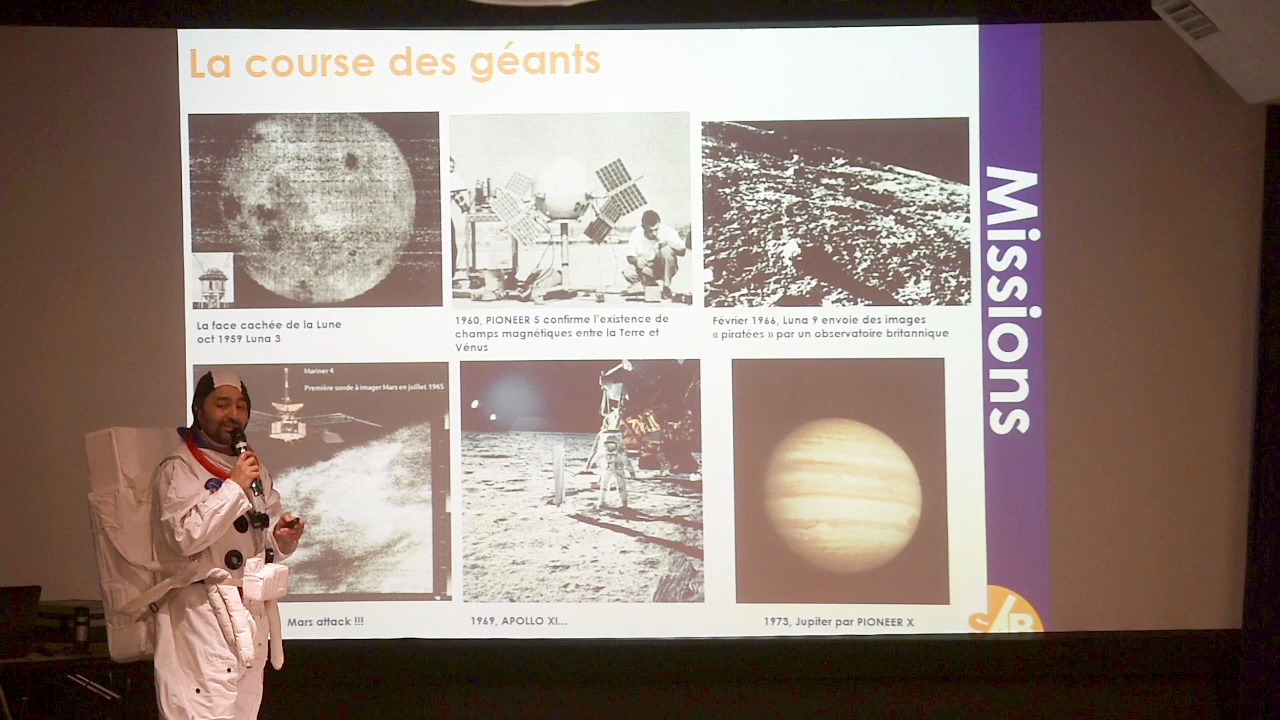 La course des géants
Missions
La face cachée de la Lune
oct 1959 Luna 3
1960, PIONEER 5 confirme l'existence de
champs magnétiques entre la Terre et
Vénus
Février 1966, Luna 9 envoie des images
« piratées » par un observatoire britannique
Mariner 4
Première sonde à imager Mars en juillet 1965
Mars attack !!!
1969, APOLLO XI...
1973, Jupiter par PIONEER X